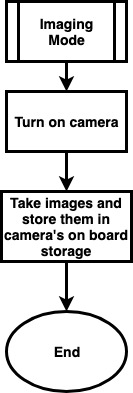 Imaging
Mode
Turn on camera
Take images and
store them in
camera's on board
storage
End